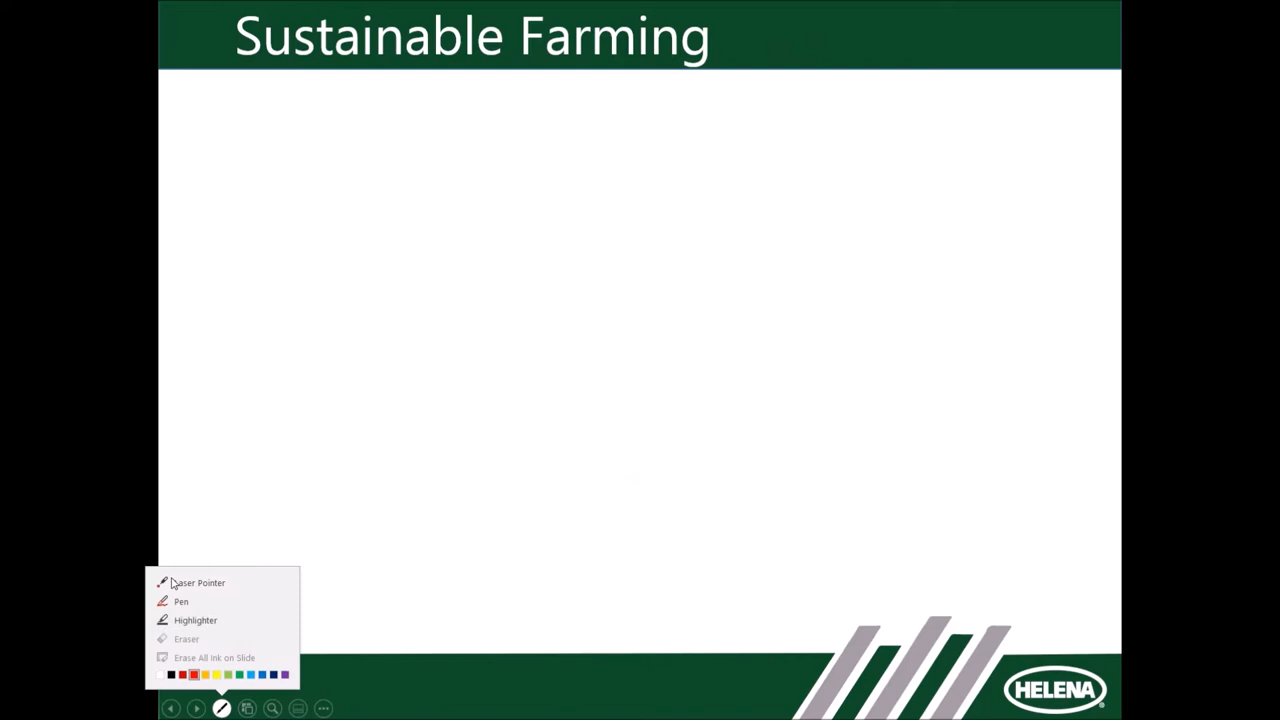 Sustainable Farming
Laser Pointer
Pen
Highlighter
Eraser
Erase All Ink on Slide
HELENA